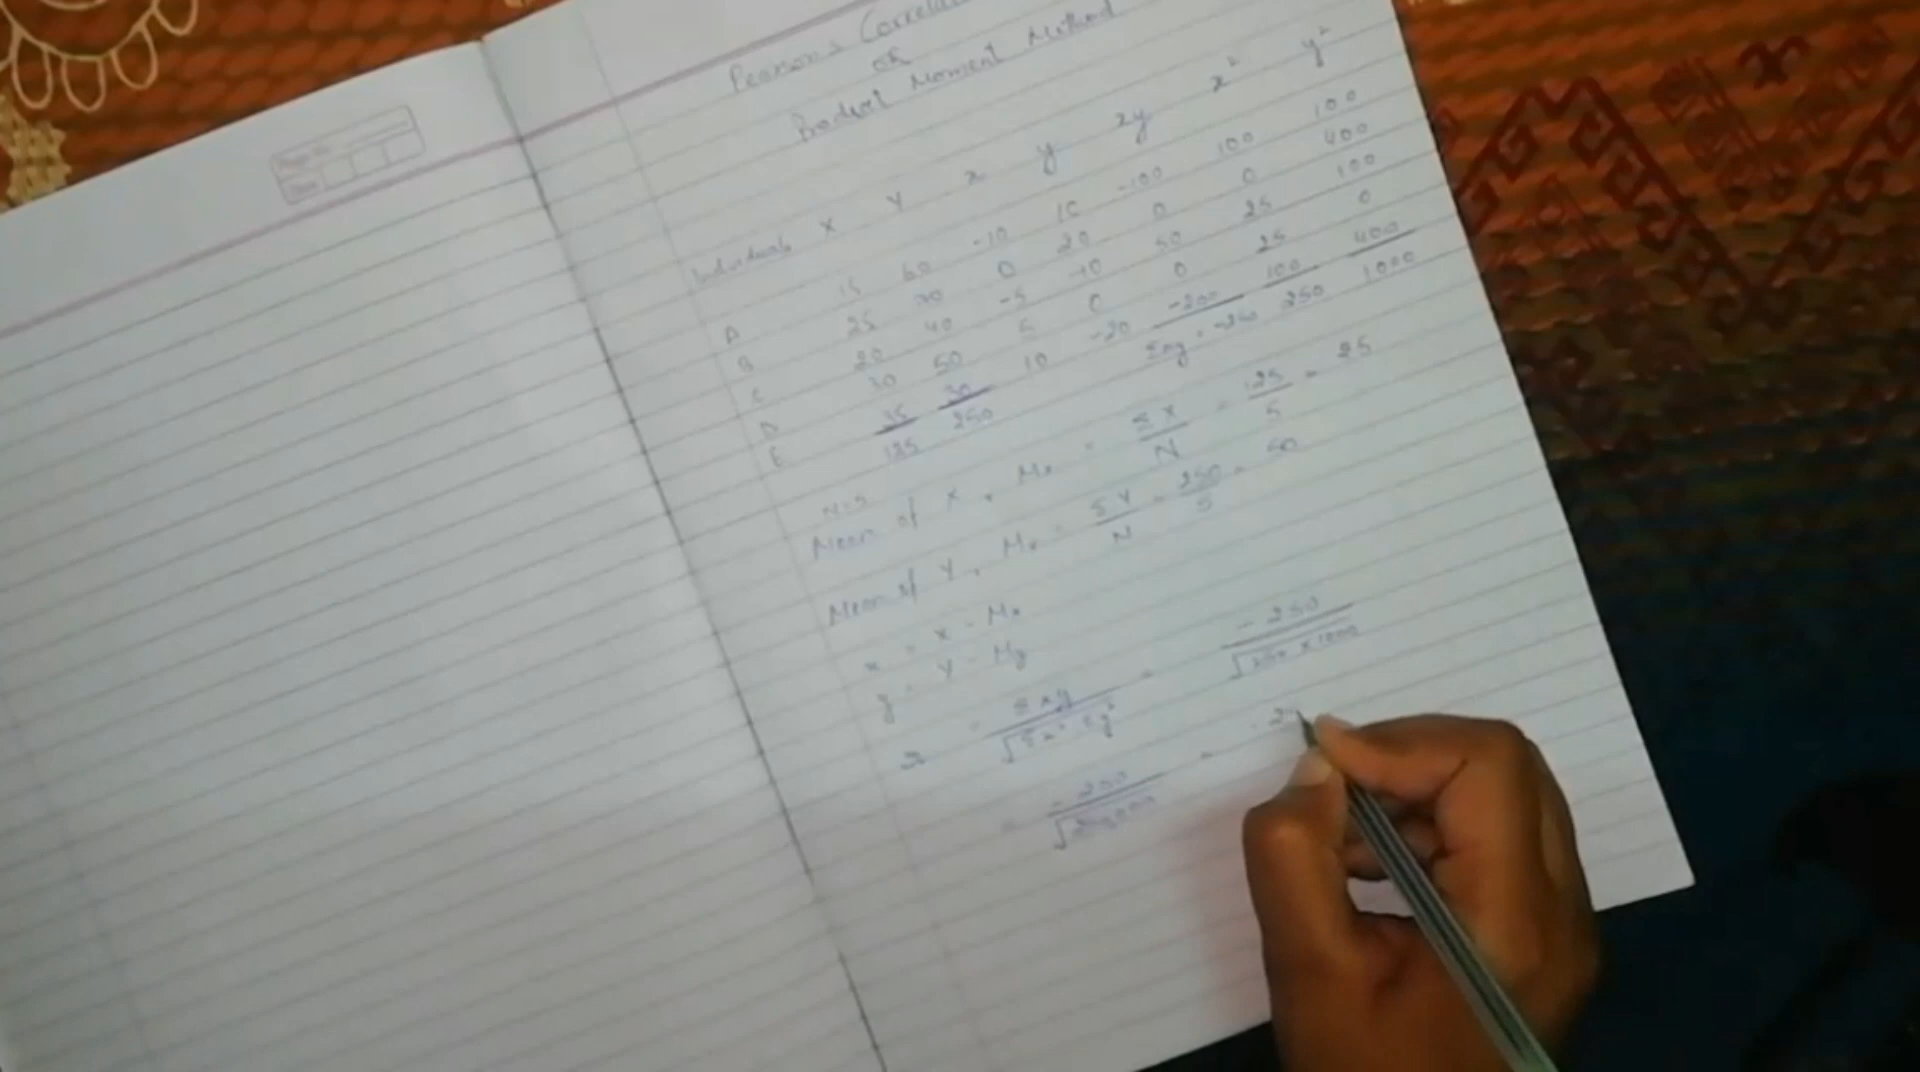 Pearson's Correla
OR
Product Moment Method
Individuals X Y x y xy x² y²
A 15 60 -10 10 -100 100 100
B 25 70 0 20 0 0 400
C 20 40 -5 -10 50 25 100
D 30 50 5 0 0 25 0
E 35 30 10 -20 -200 100 400
125 250 Σxy = -250 250 1000
N=5
Mean of X, Mx = ΣX/N = 125/5 = 25
Mean of Y, = ΣY/N = 250/5 = 50
x = X - Mx
y = Y - My
r = Σxy/√Σx² Σy² = -250/√250 x 1000
= -250/√250000 =